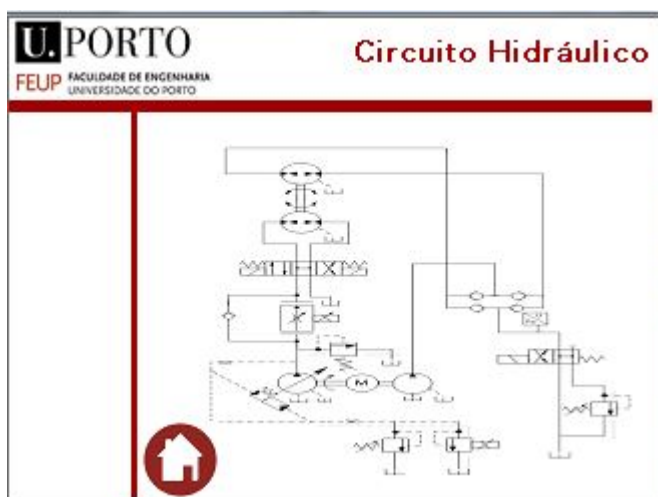 U.PORTO
FEUP FACULDADE DE ENGENHARIA
UNIVERSIDADE DO PORTO
Circuito Hidráulico
M